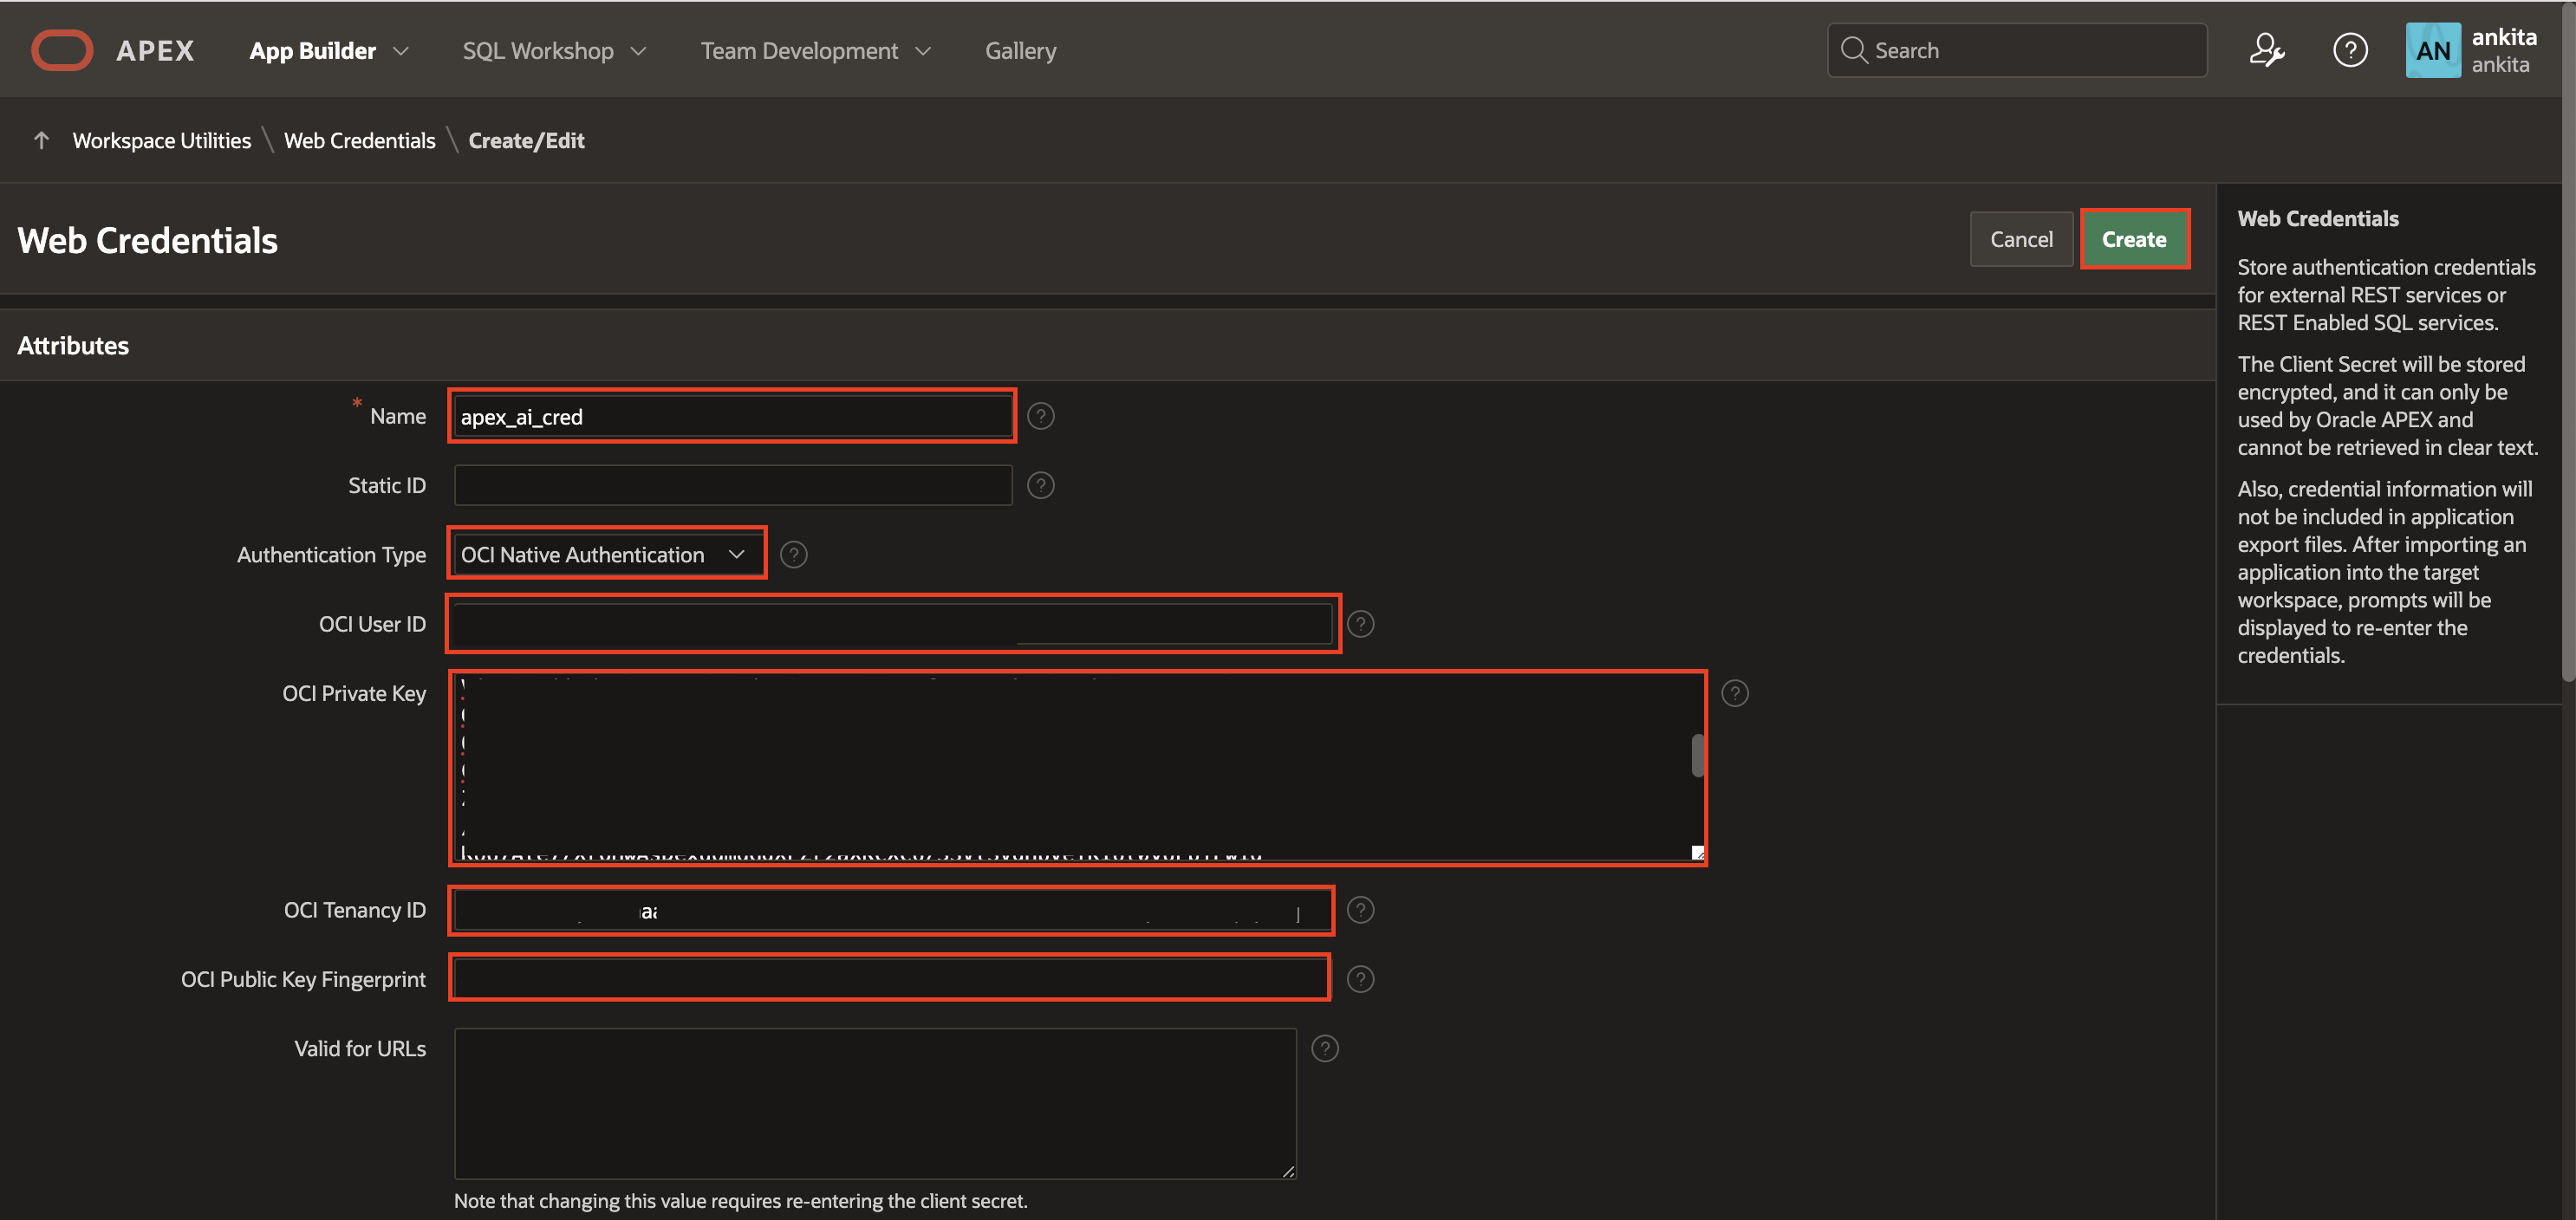 APEX App Builder SQL Workshop Team Development Gallery Search AN ankita
ankita
Workspace Utilities \ Web Credentials \ Create/Edit
Web Credentials
Cancel Create
Attributes
* Name apex_ai_cred
Static ID
Authentication Type OCI Native Authentication
OCI User ID
OCI Private Key
OCI Tenancy ID
OCI Public Key Fingerprint
Valid for URLs
Note that changing this value requires re-entering the client secret.
Web Credentials
Store authentication credentials
for external REST services or
REST Enabled SQL services.
The Client Secret will be stored
encrypted, and it can only be
used by Oracle APEX and
cannot be retrieved in clear text.
Also, credential information will
not be included in application
export files. After importing an
application into the target
workspace, prompts will be
displayed to re-enter the
credentials.